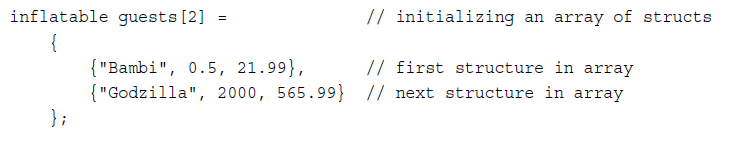 inflatable guests[2] =              // initializing an array of structs
    {
        {"Bambi", 0.5, 21.99},      // first structure in array
        {"Godzilla", 2000, 565.99}  // next structure in array
    };